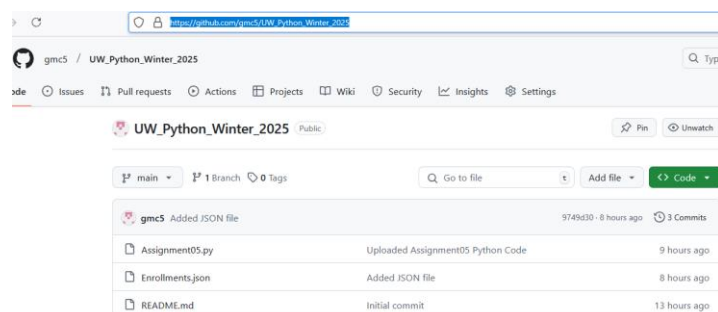 https://github.com/gmc5/UW_Python_Winter_2025
gmc5 / UW_Python_Winter_2025
Issues Pull requests Actions Projects Wiki Security Insights Settings
UW_Python_Winter_2025 Public Pin Unwatch
main 1 Branch 0 Tags Go to file t Add file Code
gmc5 Added JSON file 9749d30 · 8 hours ago 3 Commits
Assignment05.py Uploaded Assignment05 Python Code 9 hours ago
Enrollments.json Added JSON file 8 hours ago
README.md Initial commit 13 hours ago